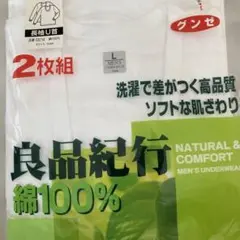 グンゼ
長袖U首
2枚組
L
洗濯で差がつく高品質
ソフトな肌ざわり
良品紀行
綿100%
NATURAL &
COMFORT
MEN'S UNDERWEAR